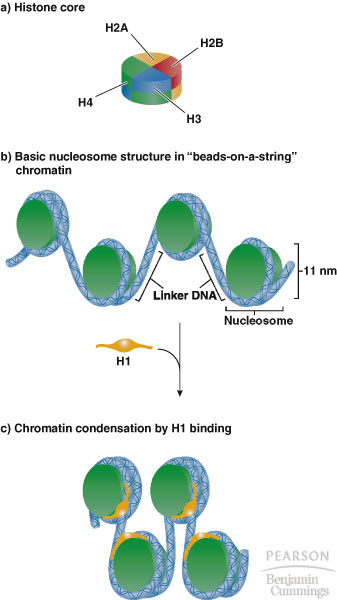 a) Histone core
H2A
H2B
H4
H3
b) Basic nucleosome structure in “beads-on-a-string”
chromatin
11 nm
Linker DNA
Nucleosome
H1
c) Chromatin condensation by H1 binding
PEARSON
Benjamin
Cummings